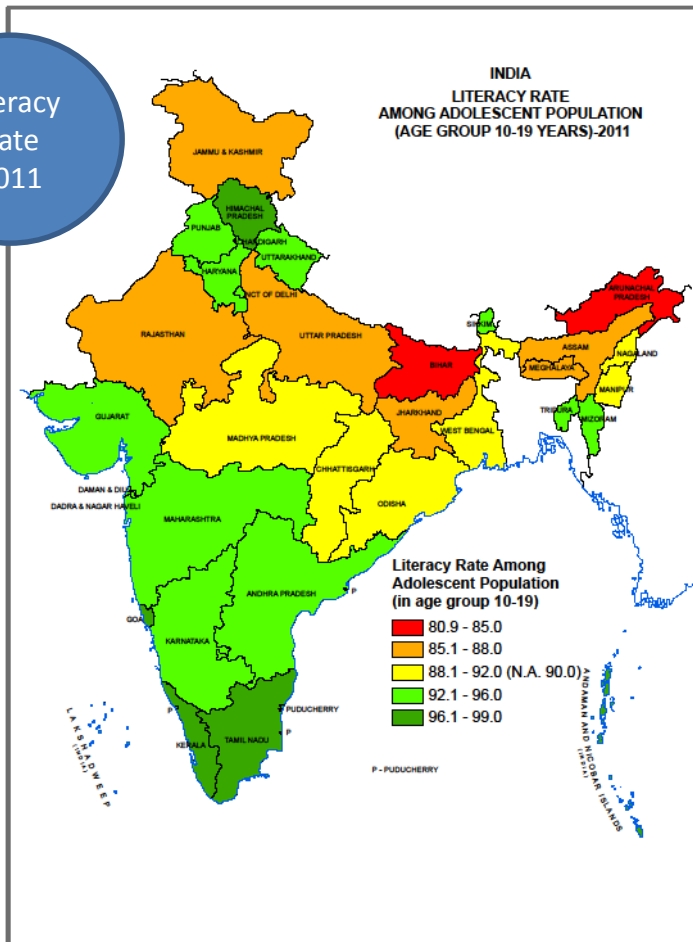 eracy
ate
011
INDIA
LITERACY RATE
AMONG ADOLESCENT POPULATION
(AGE GROUP 10-19 YEARS)-2011
JAMMU & KASHMIR
HIMACHAL
PRADESH
PUNJAB
CHANDIGARH
UTTARAKHAND
HARYANA
NCT OF DELHI
ARUNACHAL
PRADESH
RAJASTHAN
UTTAR PRADESH
SIKKIM
ASSAM
NAGALAND
BIHAR
MEGHALAYA
MANIPUR
GUJARAT
JHARKHAND
TRIPURA
MIZORAM
MADHYA PRADESH
WEST BENGAL
CHHATTISGARH
DAMAN & DIU
DADRA & NAGAR HAVELI
ODISHA
MAHARASHTRA
ANDHRA PRADESH
P
GOA
KARNATAKA
Literacy Rate Among
Adolescent Population
(in age group 10-19)
80.9 - 85.0
85.1 - 88.0
88.1 - 92.0 (N.A. 90.0)
92.1 - 96.0
96.1 - 99.0
P
PUDUCHERRY
P
KERALA
TAMIL NADU
LAKSHADWEEP
(INDIA)
P - PUDUCHERRY
ANDAMAN AND NICOBAR ISLANDS
(INDIA)